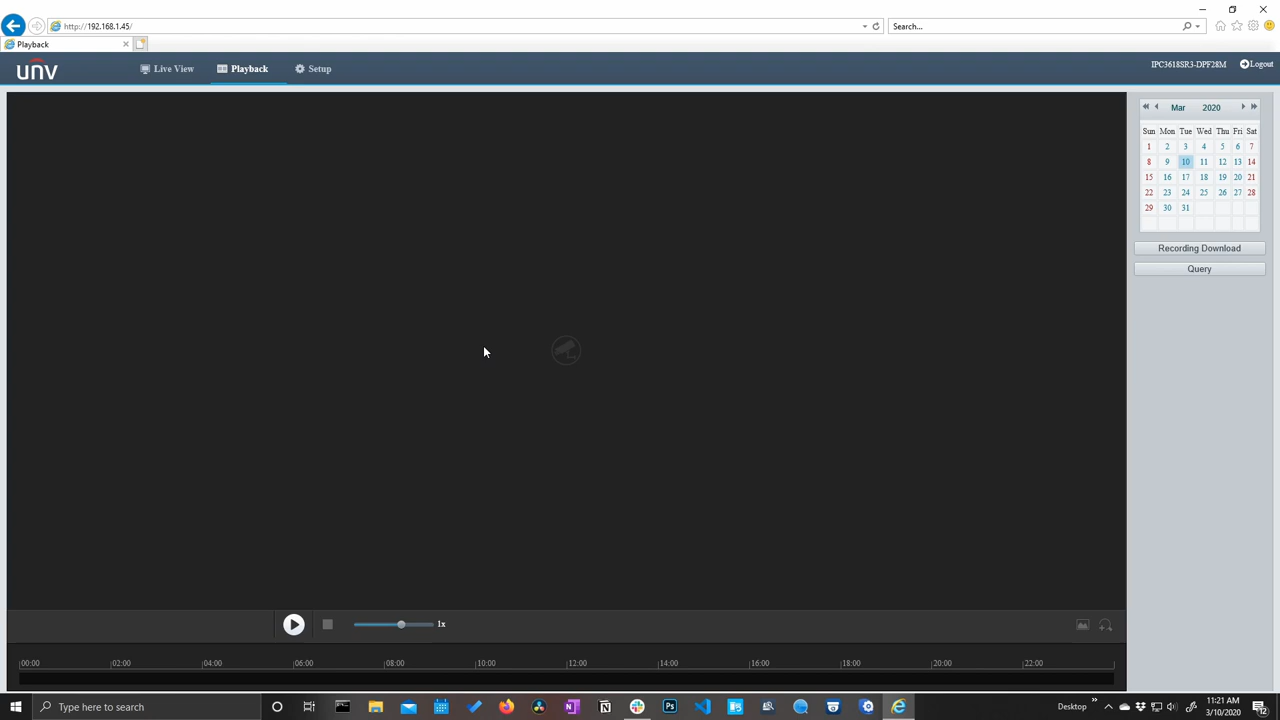 http://192.168.1.45/
Search...
Playback
unv
Live View
Playback
Setup
IPC3618SR3-DPF28M
Logout
Mar 2020
Sun Mon Tue Wed Thu Fri Sat
1 2 3 4 5 6 7
8 9 10 11 12 13 14
15 16 17 18 19 20 21
22 23 24 25 26 27 28
29 30 31
Recording Download
Query
1x
00:00 02:00 04:00 06:00 08:00 10:00 12:00 14:00 16:00 18:00 20:00 22:00
Type here to search
Desktop
11:21 AM
3/10/2020
12